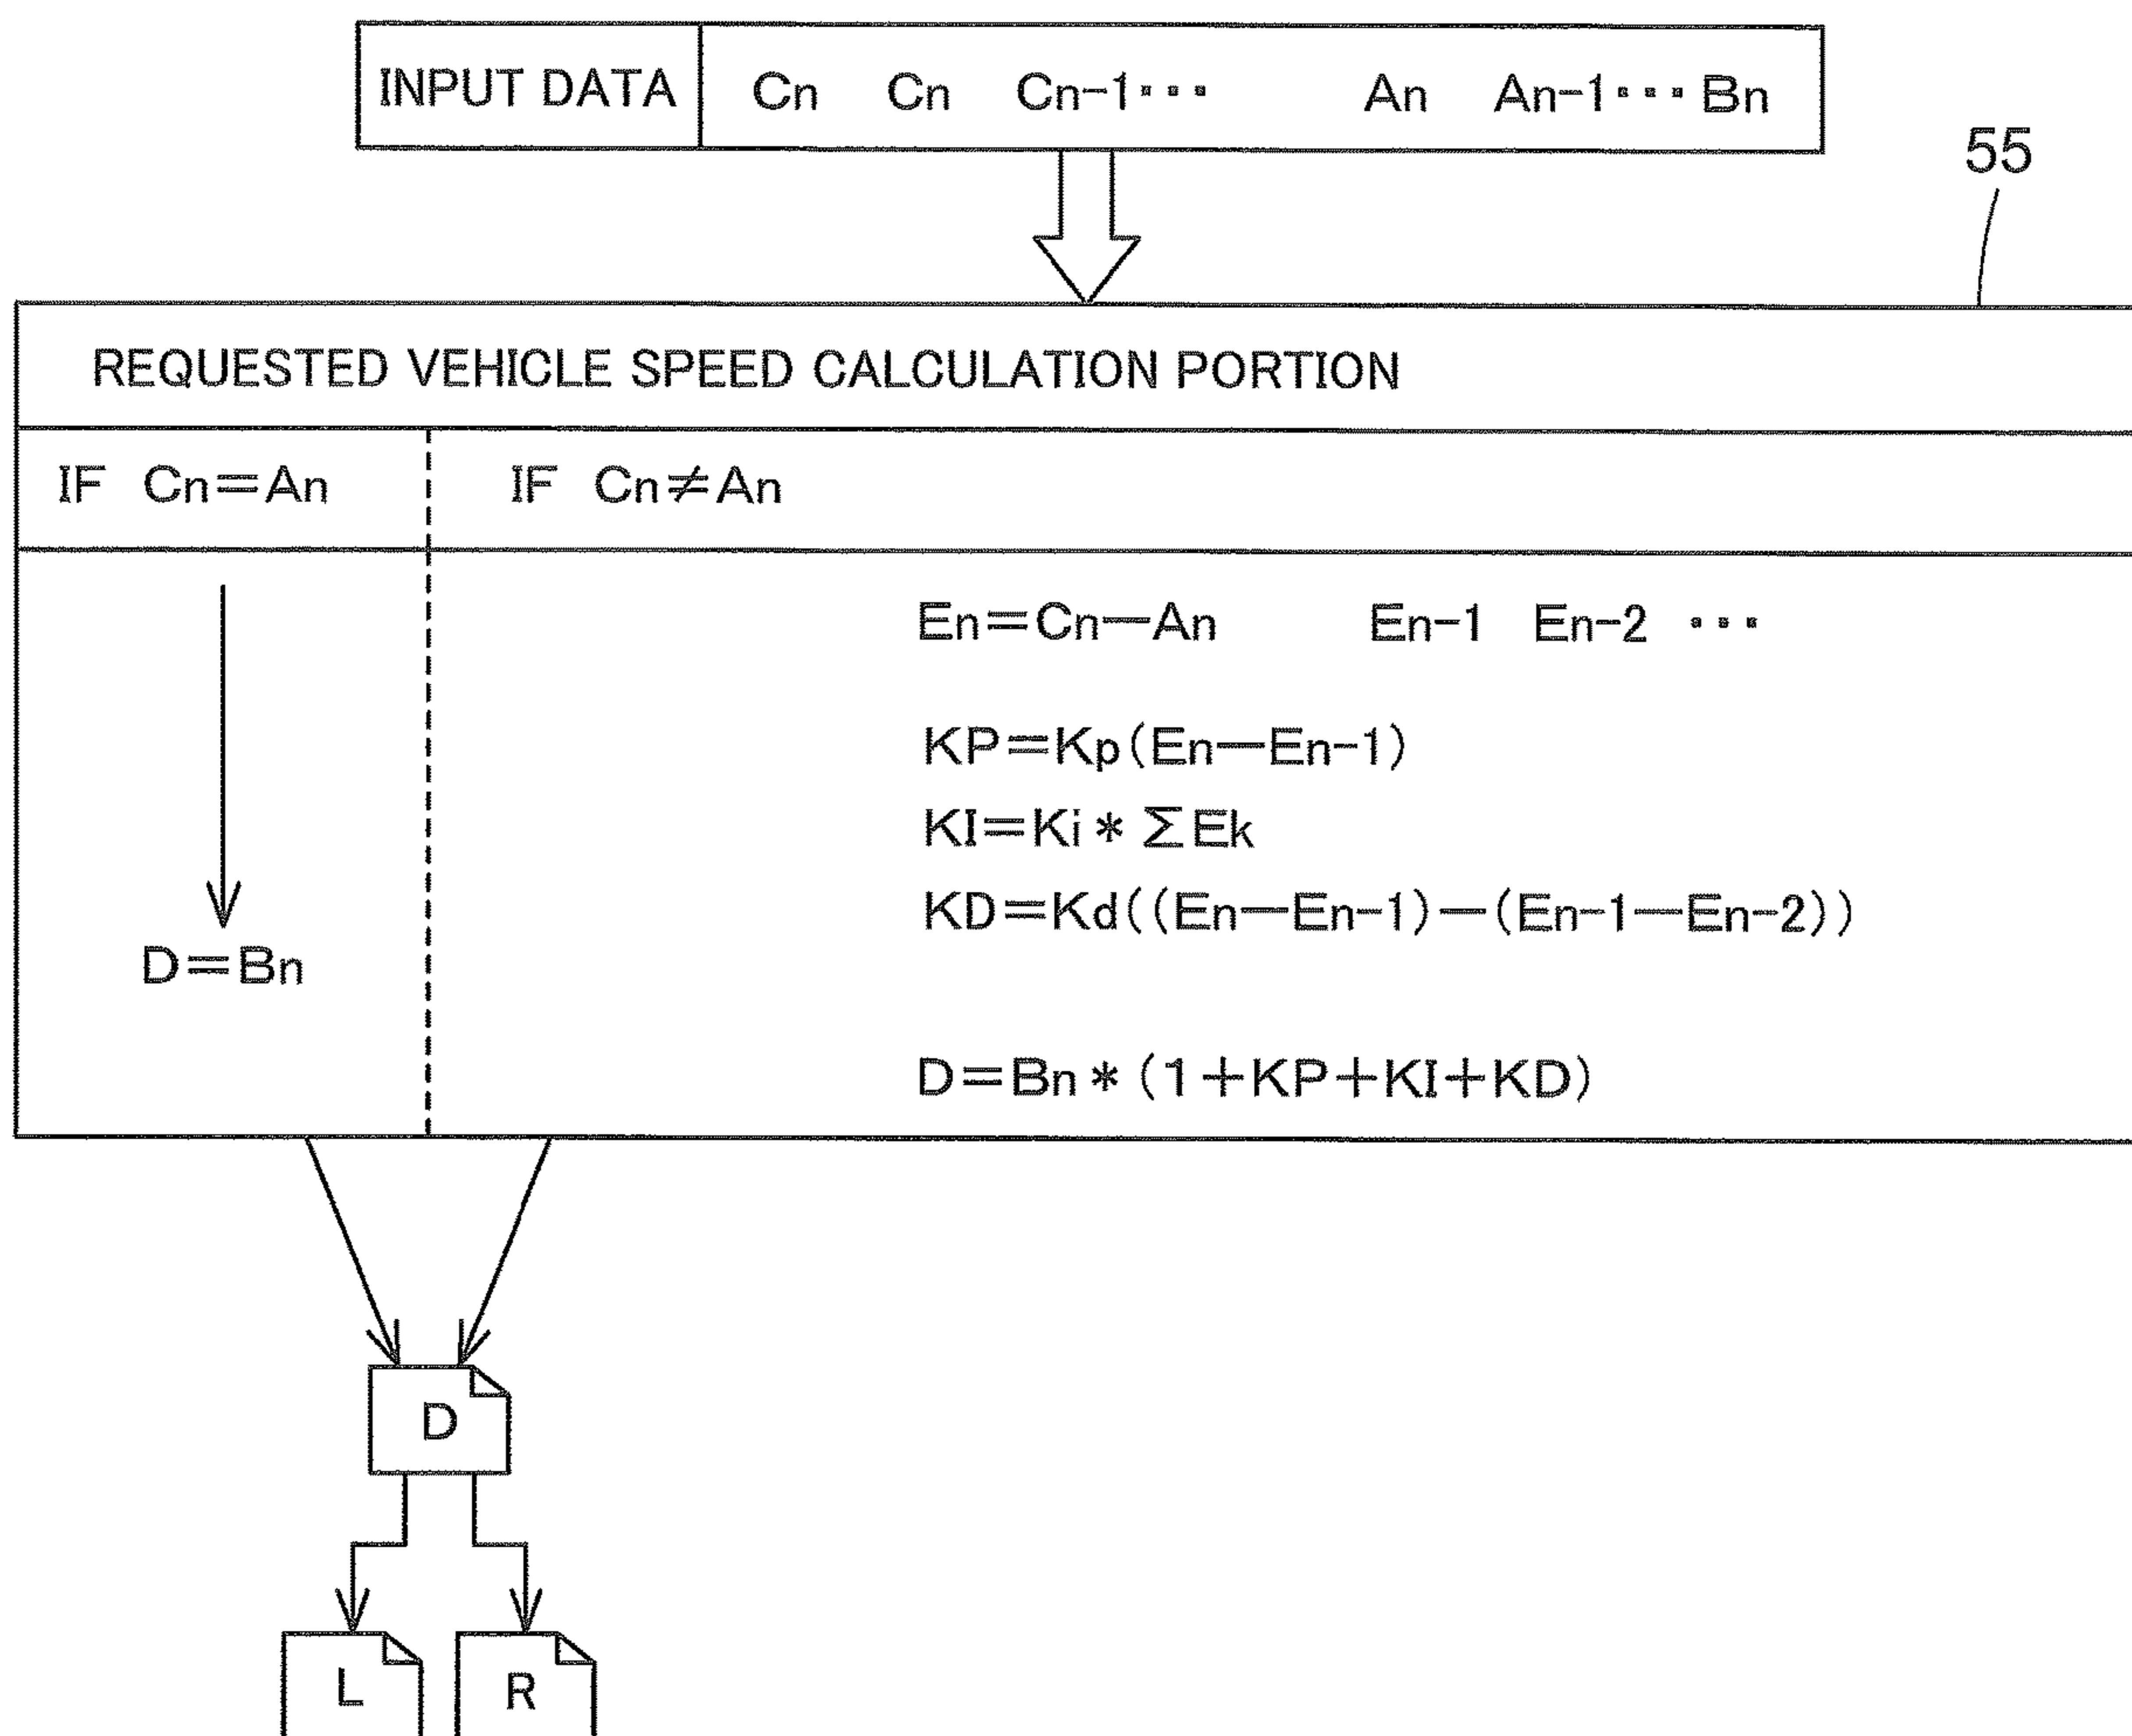 INPUT DATA Cn Cn Cn-1··· An An-1···Bn
55
REQUESTED VEHICLE SPEED CALCULATION PORTION
IF Cn=An IF Cn≠An
En=Cn—An En-1 En-2 ···
KP=Kp(En—En-1)
KI=Ki*ΣEk
KD=Kd((En—En-1)—(En-1—En-2))
D=Bn
D=Bn*(1+KP+KI+KD)
D
L R